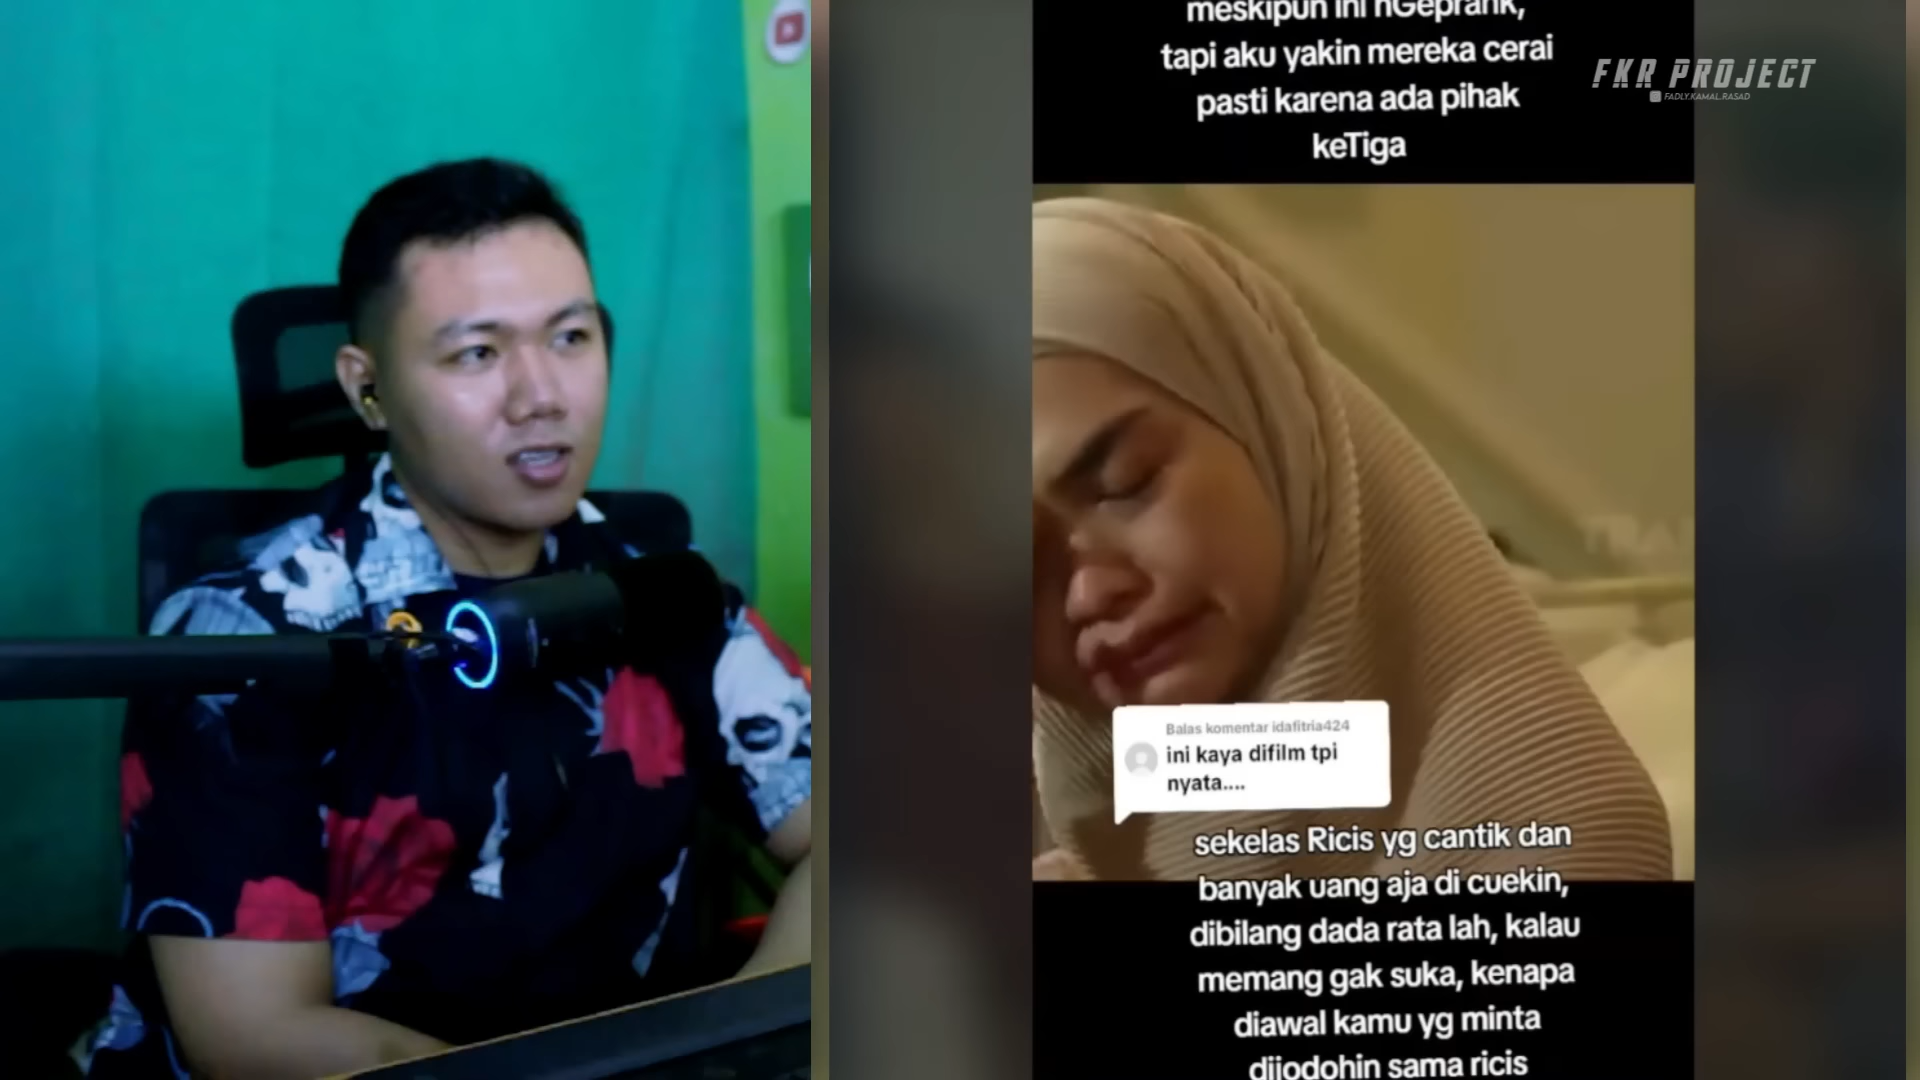 meskipun ini nGeprank,
tapi aku yakin mereka cerai
pasti karena ada pihak
keTiga
FKR PROJECT
FADLY.KAMAL.RASAD
Balas komentar idafitria424
ini kaya difilm tpi
nyata....
sekelas Ricis yg cantik dan
banyak uang aja di cuekin,
dibilang dada rata lah, kalau
memang gak suka, kenapa
diawal kamu yg minta
dijodohin sama ricis